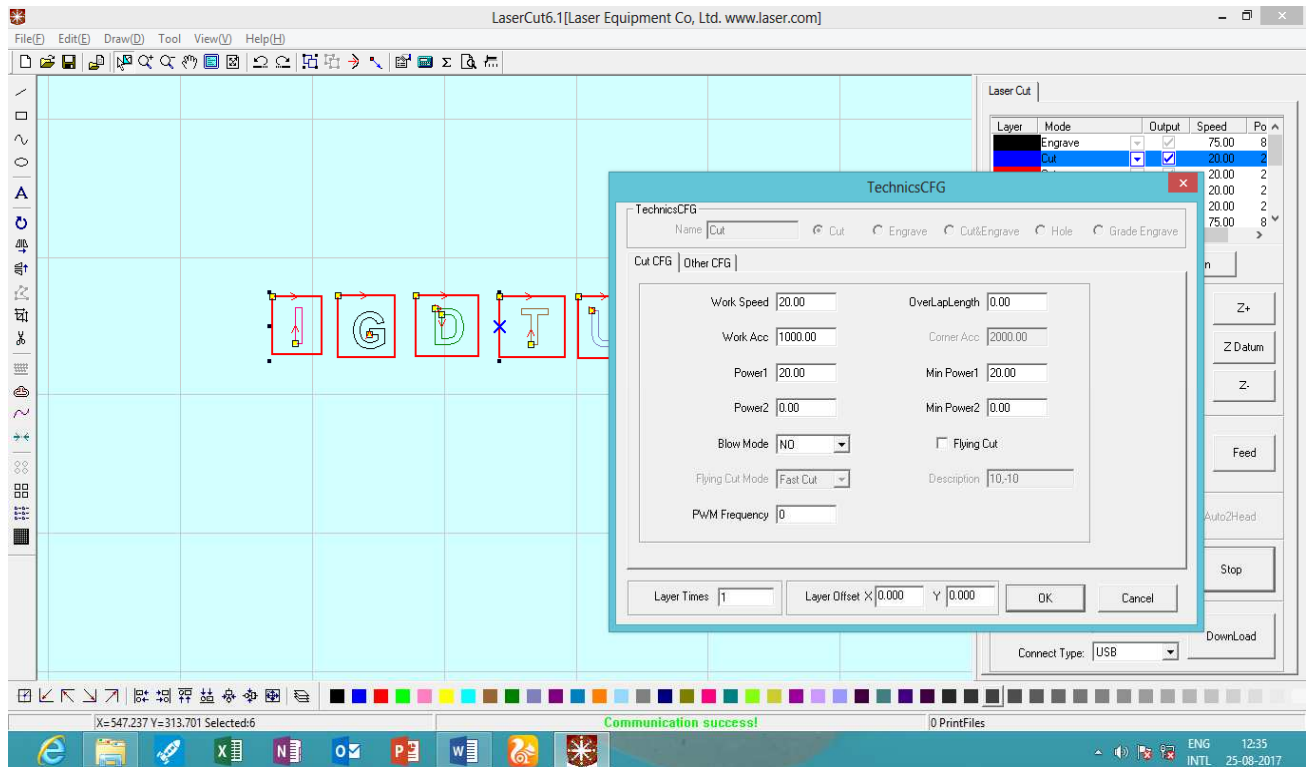 LaserCut6.1[Laser Equipment Co, Ltd. www.laser.com]
File(F) Edit(E) Draw(D) Tool View(V) Help(H)
Laser Cut
Layer Mode Output Speed Po
Engrave 75.00 8
Cut 20.00 2
20.00 2
20.00 2
20.00 2
75.00 8
TechnicsCFG
TechnicsCFG
Name Cut Cut Engrave Cut&Engrave Hole Grade Engrave
Cut CFG Other CFG
Work Speed 20.00 OverLapLength 0.00
Work Acc 1000.00 Corner Acc 2000.00
Power1 20.00 Min Power1 20.00
Power2 0.00 Min Power2 0.00
Blow Mode NO Flying Cut
Flying Cut Mode Fast Cut Description 10,-10
PWM Frequency 0
Layer Times 1 Layer Offset X 0.000 Y 0.000 OK Cancel
I G D T U
n
Z+
Z Datum
Z-
Feed
Auto2Head
Stop
DownLoad
Connect Type: USB
X=547.237 Y=313.701 Selected:6 Communication success! 0 PrintFiles
ENG 12:35
INTL 25-08-2017